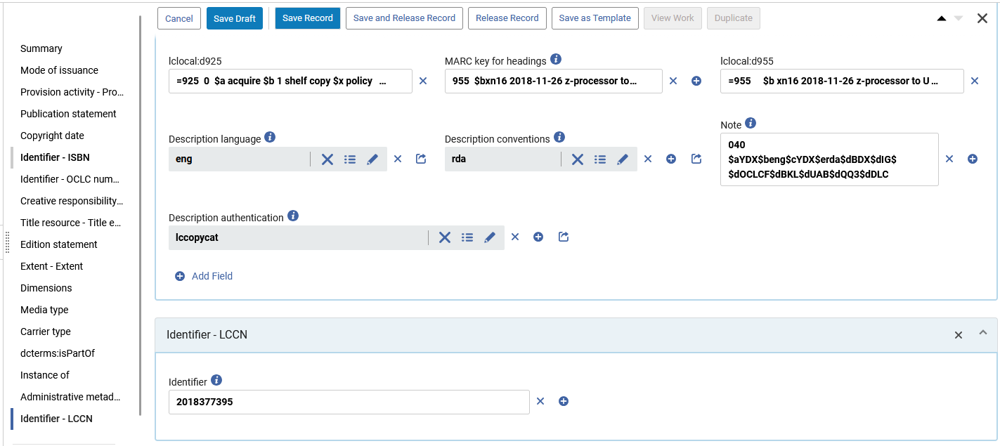 Cancel
Save Draft
Save Record
Save and Release Record
Release Record
Save as Template
View Work
Duplicate
Summary
Mode of issuance
Provision activity - Pro...
Publication statement
Copyright date
Identifier - ISBN
Identifier - OCLC num...
Creative responsibility...
Title resource - Title e...
Edition statement
Extent - Extent
Dimensions
Media type
Carrier type
dcterms:isPartOf
Instance of
Administrative metad...
Identifier - LCCN
lclocal:d925
=925 0 $a acquire $b 1 shelf copy $x policy ...
MARC key for headings
955 $bxn16 2018-11-26 z-processor to...
lclocal:d955
=955 $b xn16 2018-11-26 z-processor to U ...
Description language
eng
Description conventions
rda
Note
040
$aYDX$beng$cYDX$erda$dBDX$dIG$
$dOCLCF$dBKL$dUAB$dQQ3$dDLC
Description authentication
lccopycat
Add Field
Identifier - LCCN
Identifier
2018377395